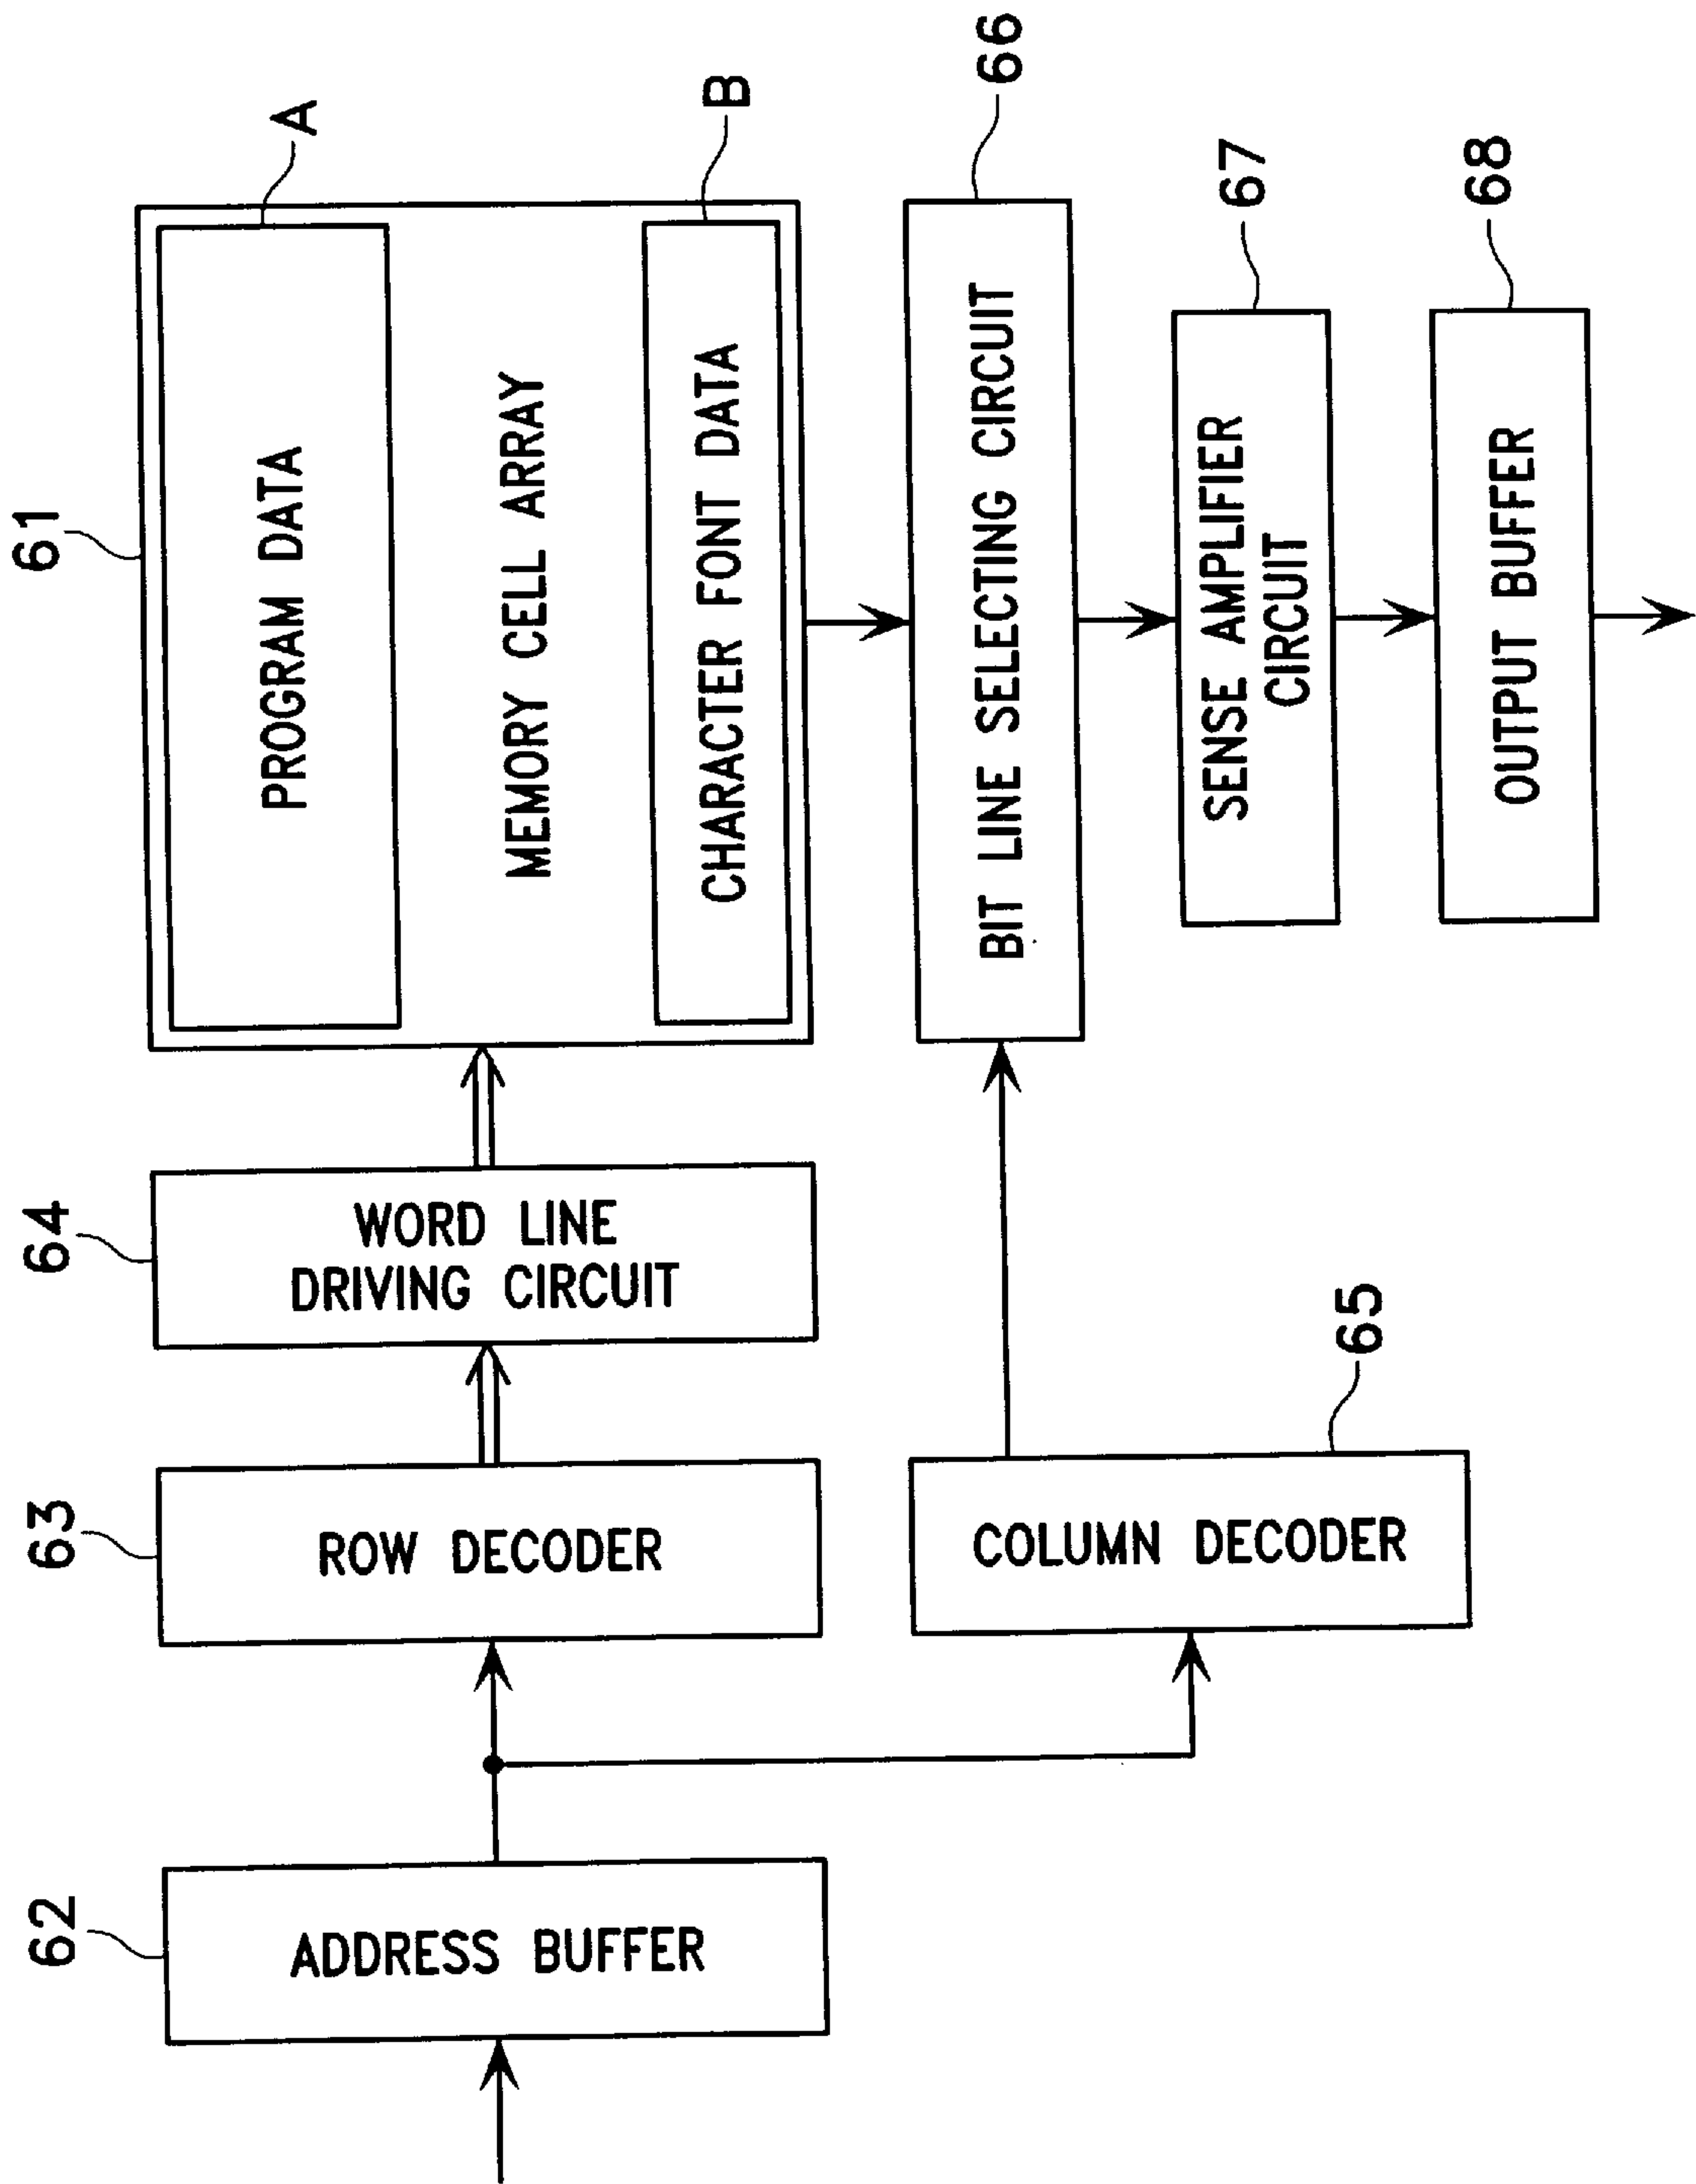 61
PROGRAM DATA
A
MEMORY CELL ARRAY
CHARACTER FONT DATA
B
64
WORD LINE
DRIVING CIRCUIT
63
ROW DECODER
62
ADDRESS BUFFER
65
COLUMN DECODER
66
BIT LINE SELECTING CIRCUIT
67
SENSE AMPLIFIER
CIRCUIT
68
OUTPUT BUFFER